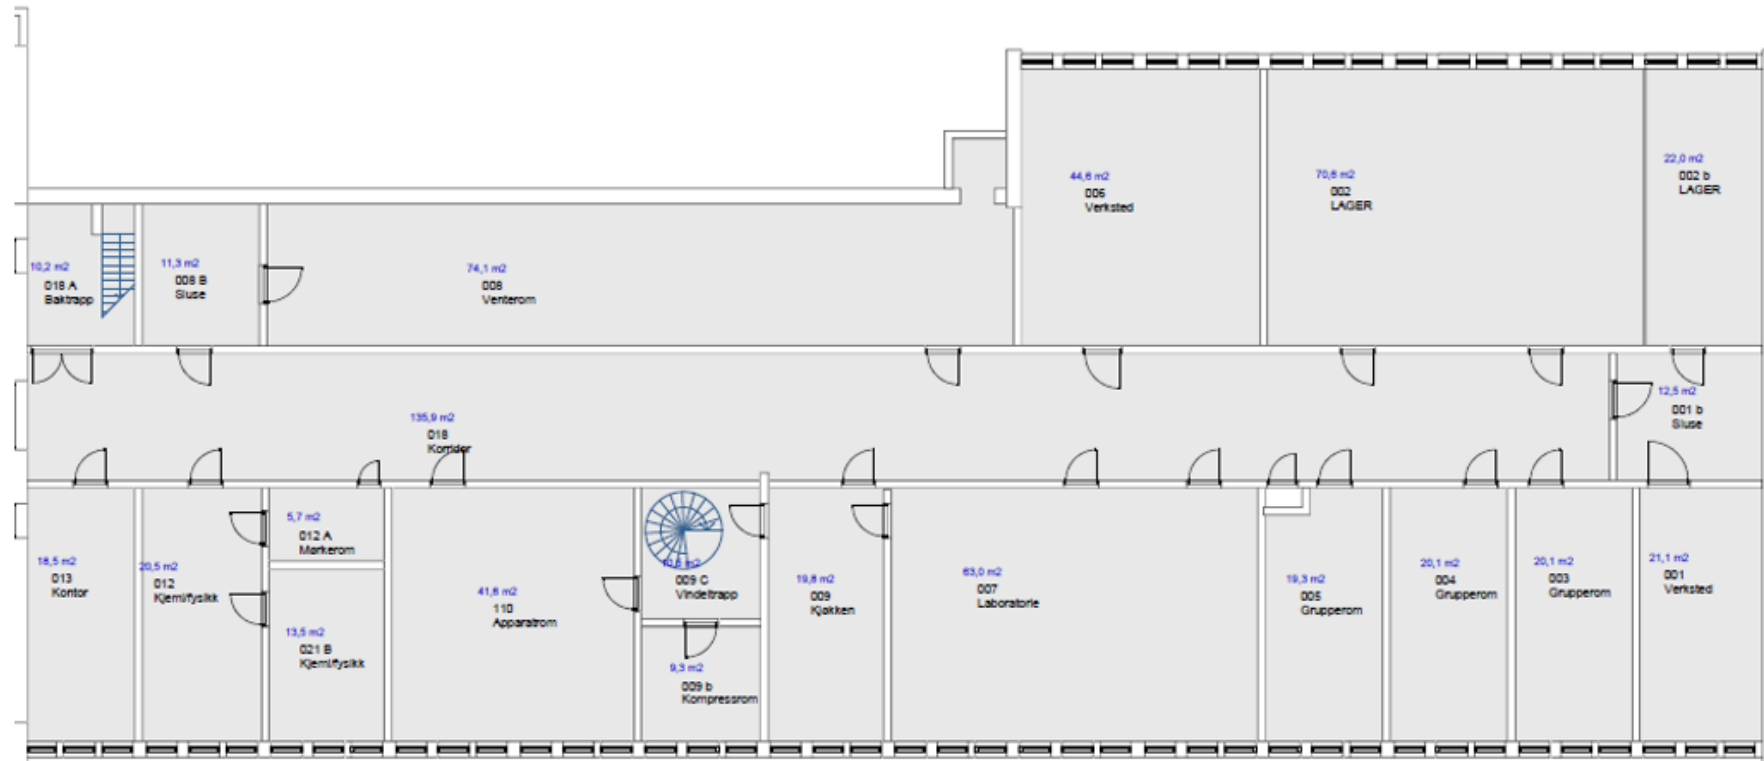 44,6 m2
006
Verksted
70,6 m2
002
LAGER
22,0 m2
002 b
LAGER
10,2 m2
018 A
Baktrapp
11,3 m2
008 B
Sluse
74,1 m2
008
Venterom
135,9 m2
018
Korridor
12,5 m2
001 b
Sluse
18,5 m2
013
Kontor
20,5 m2
012
Kjemi/fysikk
5,7 m2
012 A
Mørkerom
13,5 m2
021 B
Kjemi/fysikk
41,6 m2
110
Apparatrom
m2
009 C
Vindeltrapp
9,3 m2
009 b
Kompressrom
19,8 m2
009
Kjøkken
63,0 m2
007
Laboratorie
19,3 m2
005
Grupperom
20,1 m2
004
Grupperom
20,1 m2
003
Grupperom
21,1 m2
001
Verksted